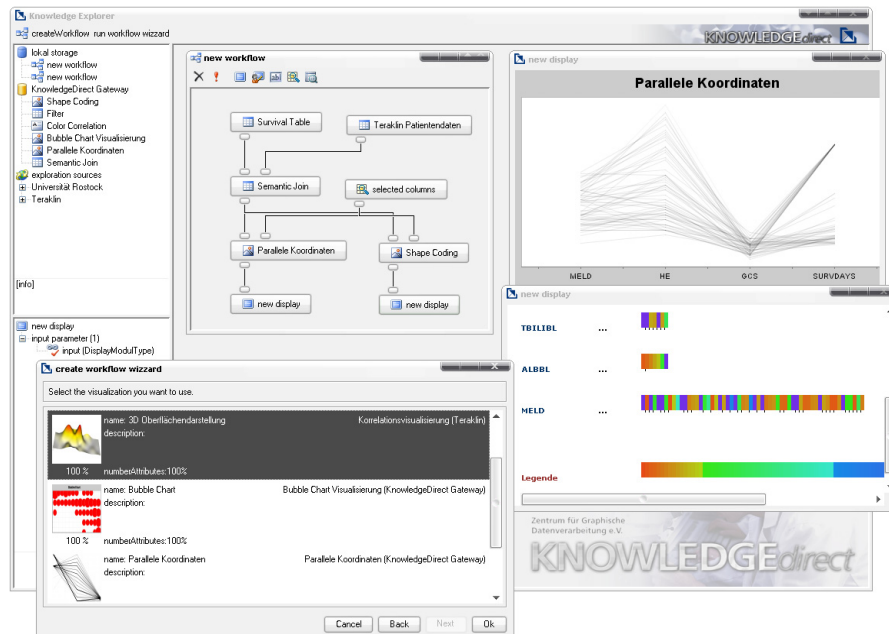 Knowledge Explorer
createWorkflow run workflow wizzard
KNOWLEDGEdirect
lokal storage
new workflow
new workflow
KnowledgeDirect Gateway
Shape Coding
Filter
Color Correlation
Bubble Chart Visualisierung
Parallele Koordinaten
Semantic Join
exploration sources
Universität Rostock
Teraklin
[info]
new display
input parameter (1)
input (DisplayModulType)
new workflow
Survival Table
Teraklin Patientendaten
Semantic Join
selected columns
Parallele Koordinaten
Shape Coding
new display
new display
new display
Parallele Koordinaten
MELD
HE
GCS
SURVDAYS
new display
TBILIBL ...
ALBBL ...
MELD ...
Legende
create workflow wizzard
Select the visualization you want to use.
name: 3D Oberflächendarstellung
Korrelationsvisualisierung (Teraklin)
description:
100 % numberAttributes:100%
name: Bubble Chart
Bubble Chart Visualisierung (KnowledgeDirect Gateway)
description:
100 % numberAttributes:100%
name: Parallele Koordinaten
Parallele Koordinaten (KnowledgeDirect Gateway)
description:
Cancel
Back
Next
Ok
Zentrum für Graphische
Datenverarbeitung e.V.
KNOWLEDGEdirect